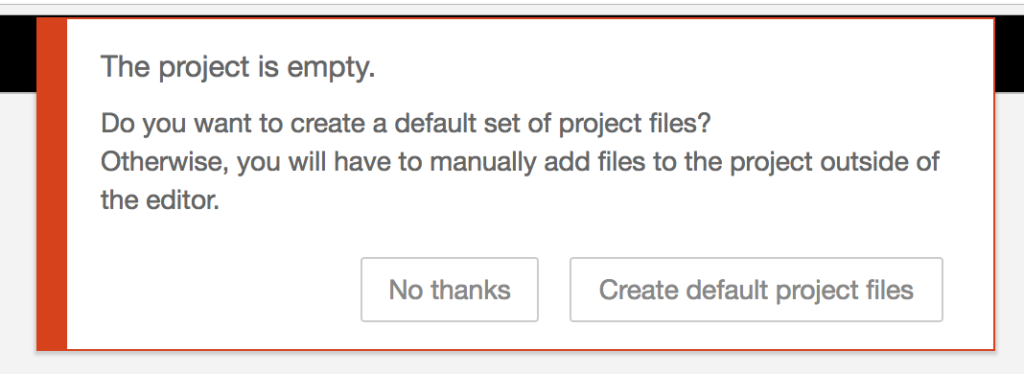 The project is empty.
Do you want to create a default set of project files?
Otherwise, you will have to manually add files to the project outside of
the editor.
No thanks
Create default project files